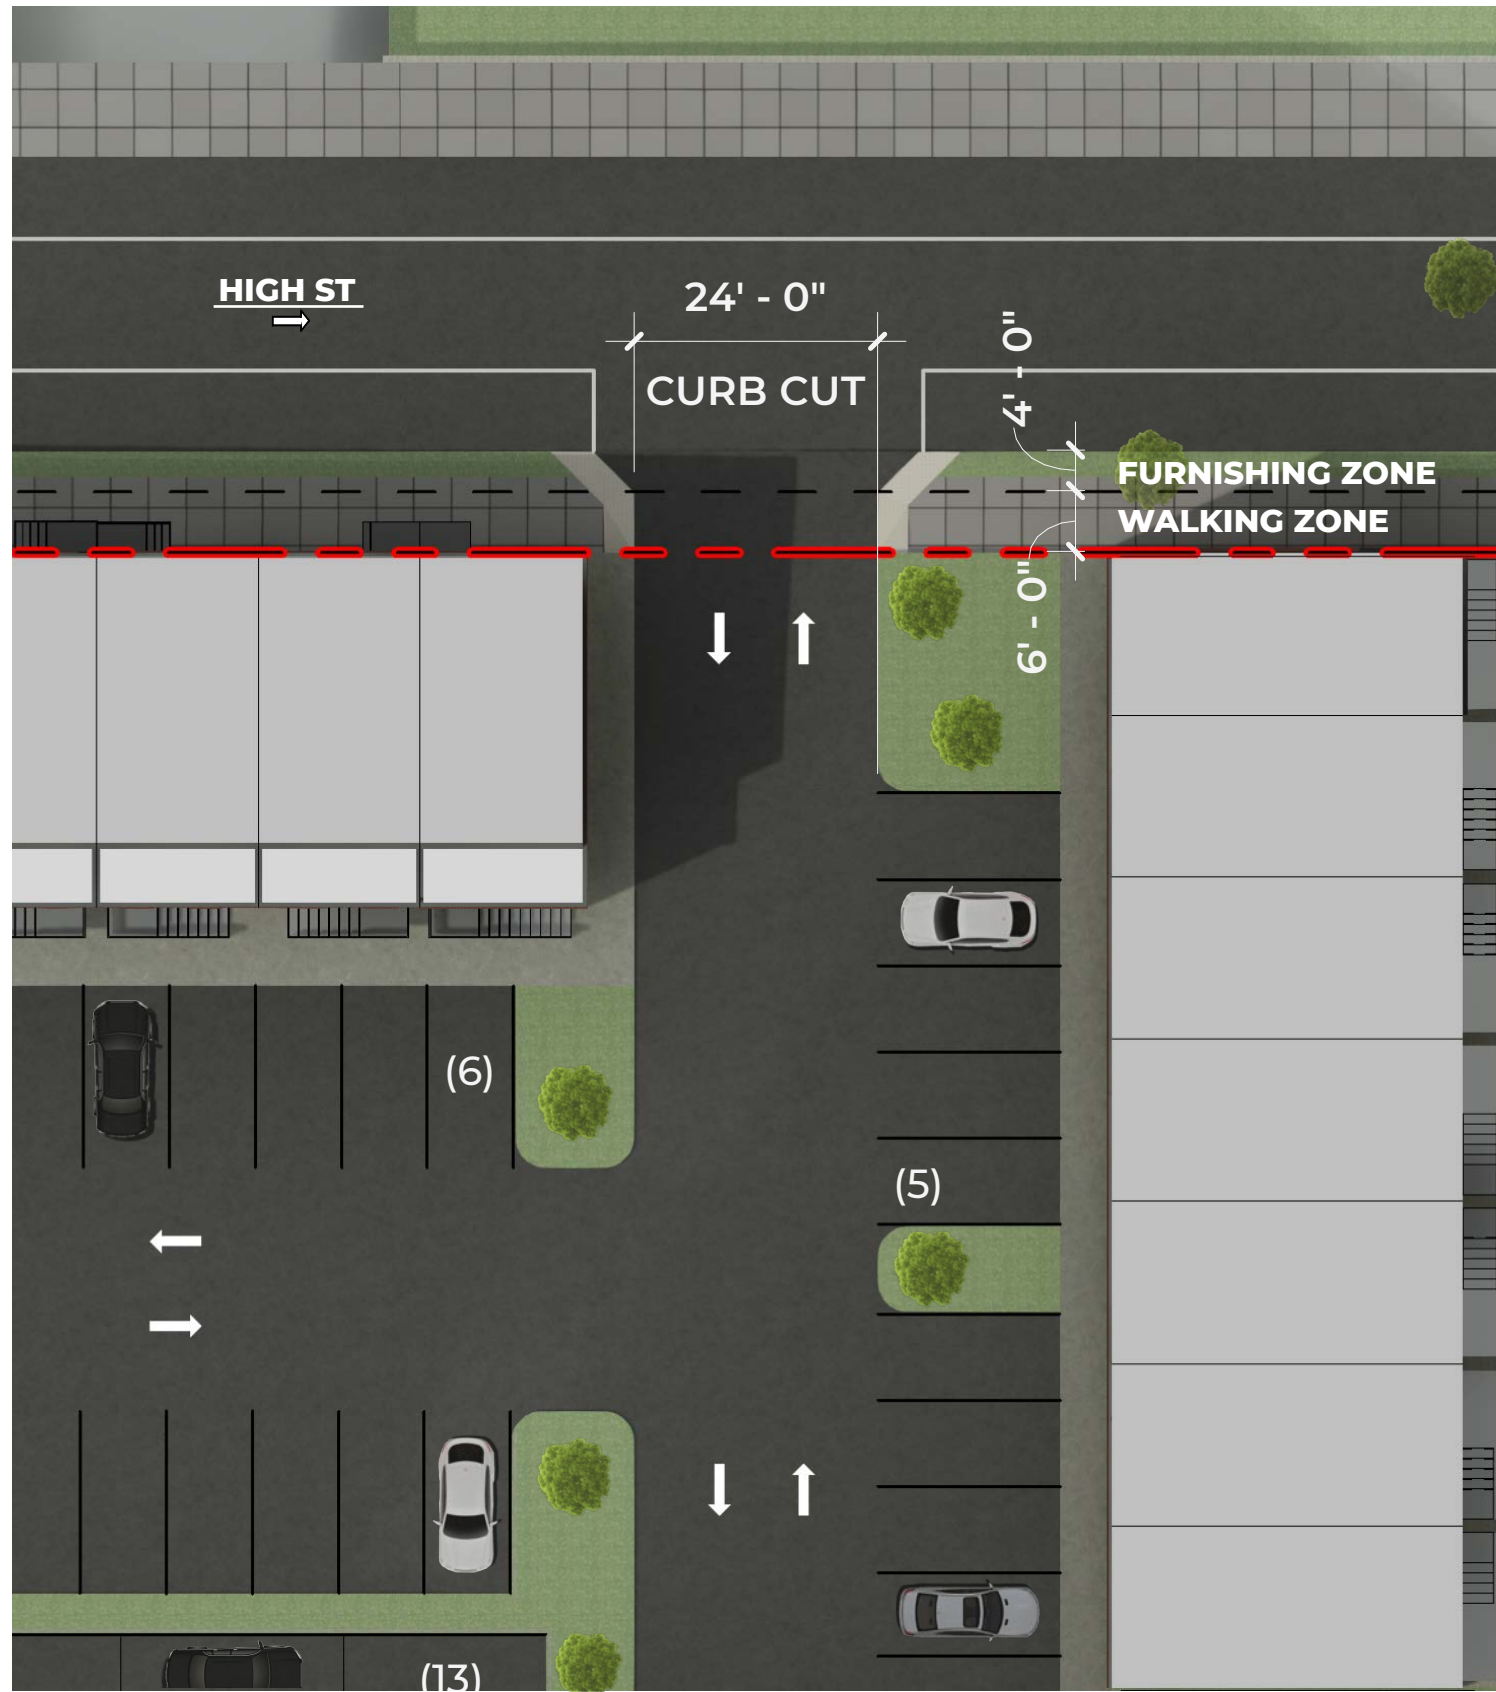 HIGH ST
24' - 0"
CURB CUT
4' - 0"
FURNISHING ZONE
WALKING ZONE
6' - 0"
(6)
(5)
(13)